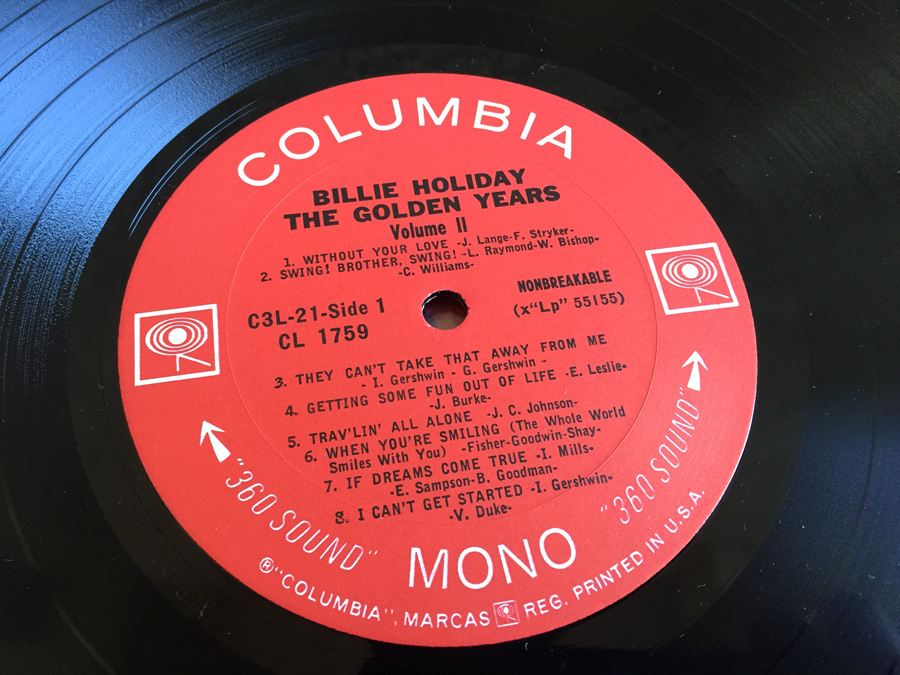 COLUMBIA
BILLIE HOLIDAY
THE GOLDEN YEARS
Volume II
1. WITHOUT YOUR LOVE -J. Lange-F. Stryker-
2. SWING! BROTHER, SWING! -L. Raymond-W. Bishop-
-C. Williams-
C3L-21-Side 1
CL 1759
NONBREAKABLE
(x"Lp" 55155)
3. THEY CAN'T TAKE THAT AWAY FROM ME
- I. Gershwin - G. Gershwin -
4. GETTING SOME FUN OUT OF LIFE -E. Leslie-
-J. Burke-
5. TRAV'LIN' ALL ALONE -J. C. Johnson-
6. WHEN YOU'RE SMILING (The Whole World
Smiles With You) -Fisher-Goodwin-Shay-
7. IF DREAMS COME TRUE -I. Mills-
-E. Sampson-B. Goodman-
8. I CAN'T GET STARTED -I. Gershwin-
-V. Duke-
"360 SOUND"
MONO
"360 SOUND"
®"COLUMBIA", MARCAS REG. PRINTED IN U.S.A.